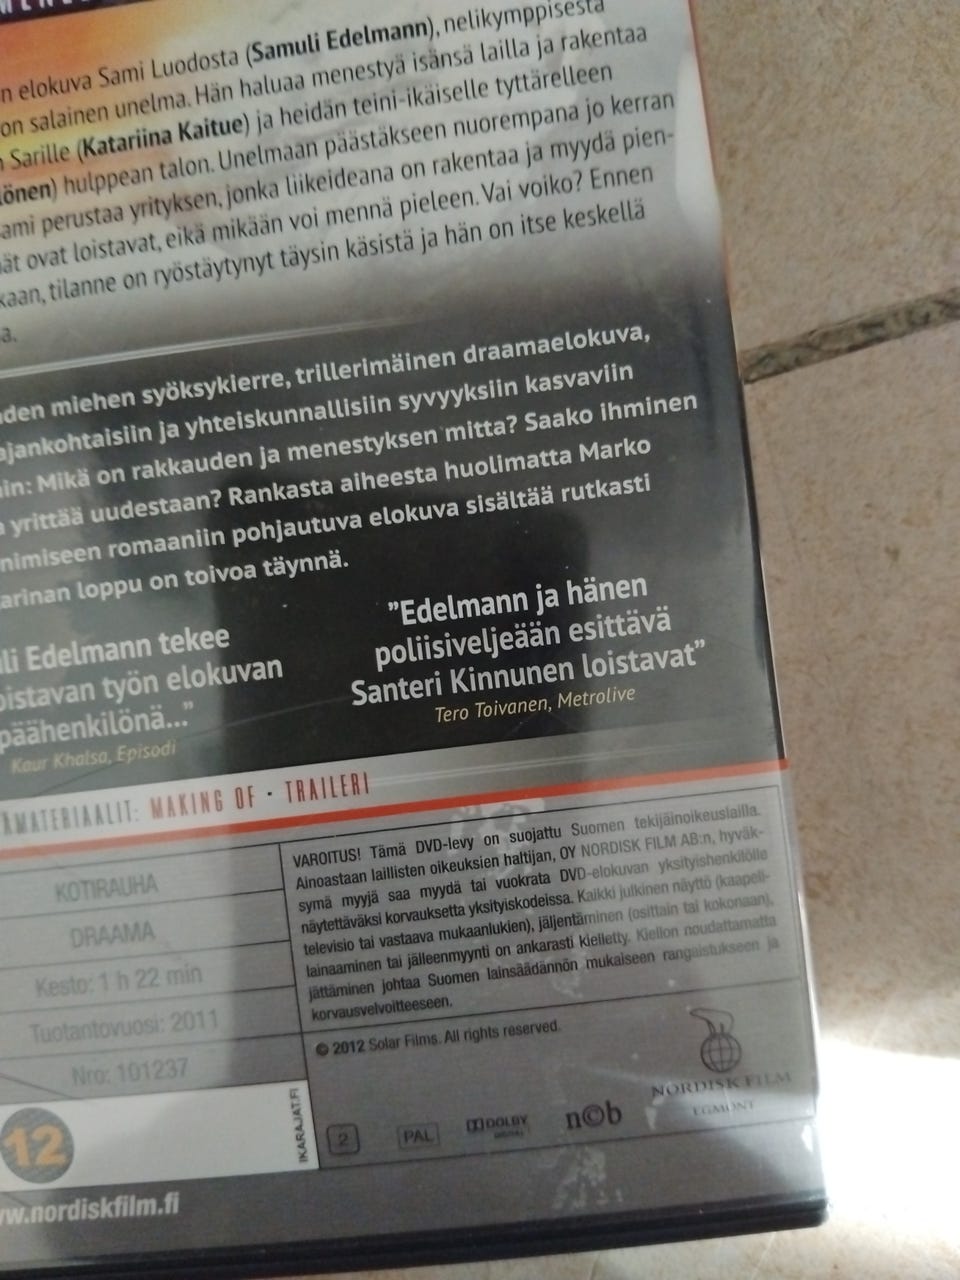 n elokuva Sami Luodosta (Samuli Edelmann), nelikymppisestä
on salainen unelma. Hän haluaa menestyä isänsä lailla ja rakentaa
Sarille (Katariina Kaitue) ja heidän teini-ikäiselle tyttärelleen
lönen) hulppean talon. Unelmaan päästäkseen nuorempana jo kerran
ami perustaa yrityksen, jonka liikeideana on rakentaa ja myydä pien-
ät ovat loistavat, eikä mikään voi mennä pieleen. Vai voiko? Ennen
kaan, tilanne on ryöstäytynyt täysin käsistä ja hän on itse keskellä
a.
den miehen syöksykierre, trillerimäinen draamaelokuva,
ajankohtaisiin ja yhteiskunnallisiin syvyyksiin kasvaviin
in: Mikä on rakkauden ja menestyksen mitta? Saako ihminen
yrittää uudestaan? Rankasta aiheesta huolimatta Marko
nimiseen romaaniin pohjautuva elokuva sisältää rutkasti
arinan loppu on toivoa täynnä.
li Edelmann tekee
oistavan työn elokuvan
päähenkilönä..."
Kaur Khalsa, Episodi
"Edelmann ja hänen
poliisiveljeään esittävä
Santeri Kinnunen loistavat"
Tero Toivanen, Metrolive
ÄMATERIAALIT: MAKING OF • TRAILERI
KOTIRAUHA
DRAAMA
Kesto: 1 h 22 min
Tuotantovuosi: 2011
Nro: 101237
VAROITUS! Tämä DVD-levy on suojattu Suomen tekijäinoikeuslailla.
Ainoastaan laillisten oikeuksien haltijan, OY NORDISK FILM AB:n, hyväk-
symä myyjä saa myydä tai vuokrata DVD-elokuvan yksityishenkilölle
näytettäväksi korvauksetta yksityiskodeissa. Kaikki julkinen näyttö (kaapeli-
televisio tai vastaava mukaanlukien), jäljentäminen (osittain tai kokonaan),
lainaaminen tai jälleenmyynti on ankarasti kielletty. Kiellon noudattamatta
jättäminen johtaa Suomen lainsäädännön mukaiseen rangaistukseen ja
korvausvelvoitteeseen.
© 2012 Solar Films. All rights reserved.
NORDISK FILM
EGMONT
2 PAL DOLBY DIGITAL n©b
IKARAJAT.FI
12
w.nordiskfilm.fi